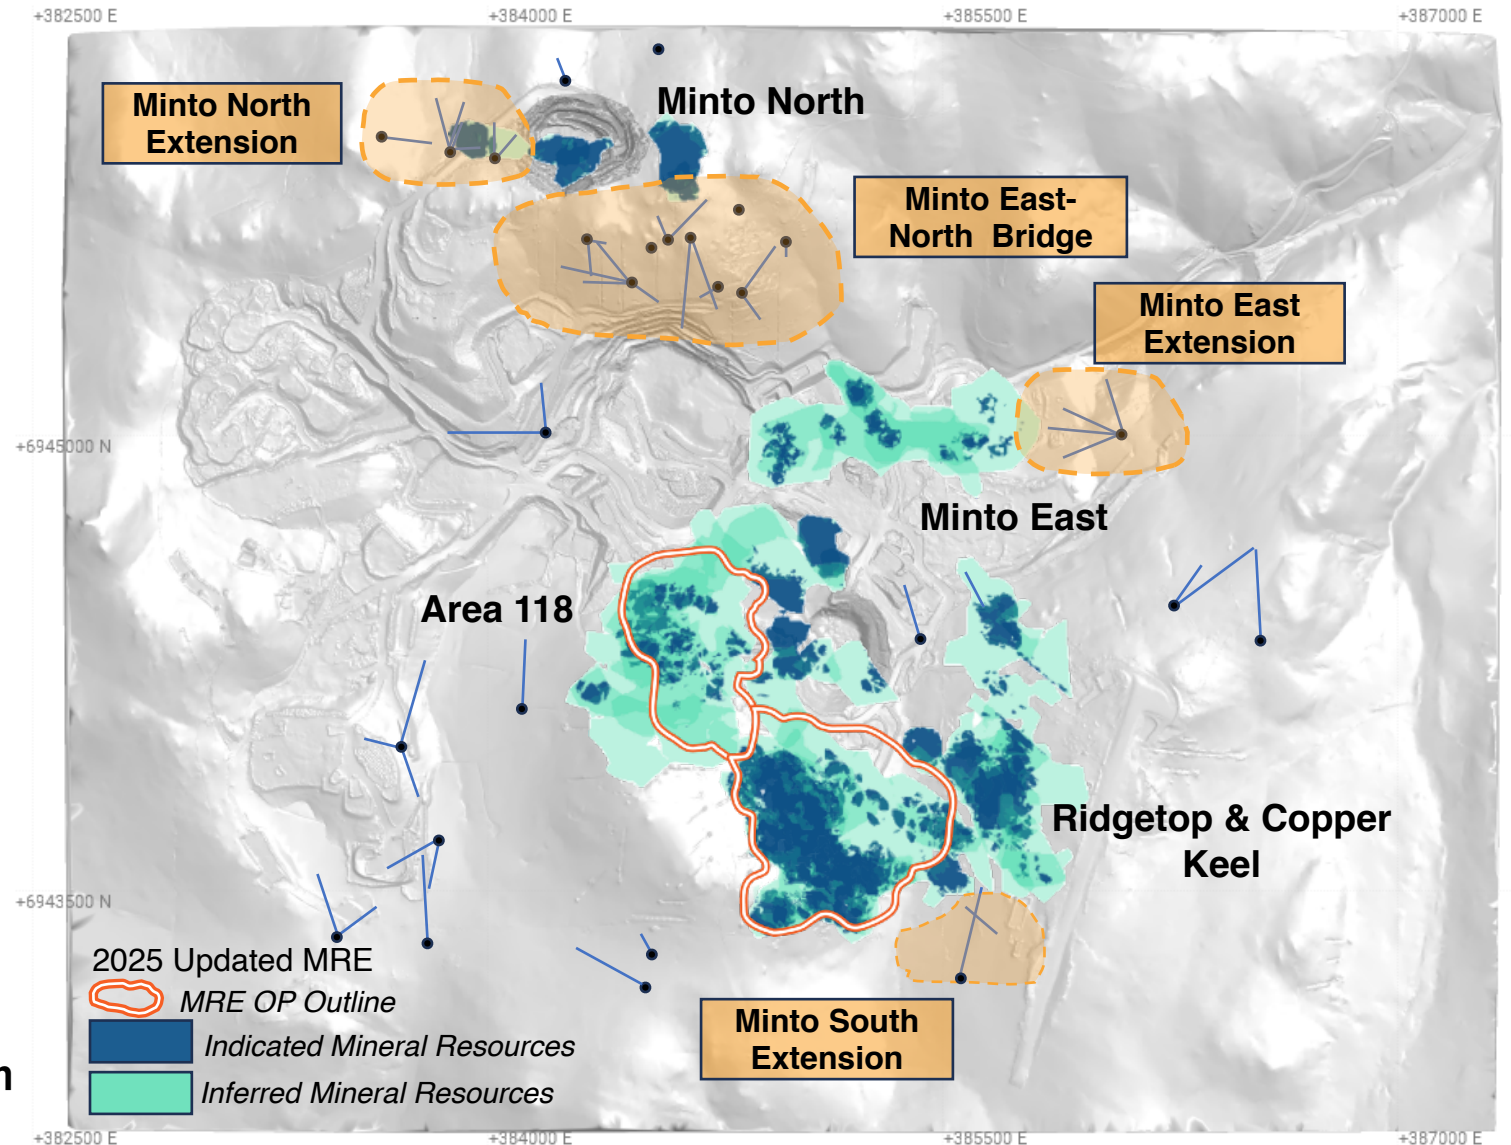 +382500 E
+384000 E
+385500 E
+387000 E
Minto North
Extension
Minto North
Minto East-
North Bridge
Minto East
Extension
+6945000 N
Minto East
Area 118
Ridgetop & Copper
Keel
+6943500 N
2025 Updated MRE
MRE OP Outline
Indicated Mineral Resources
Inferred Mineral Resources
Minto South
Extension
+382500 E
+384000 E
+385500 E
+387000 E